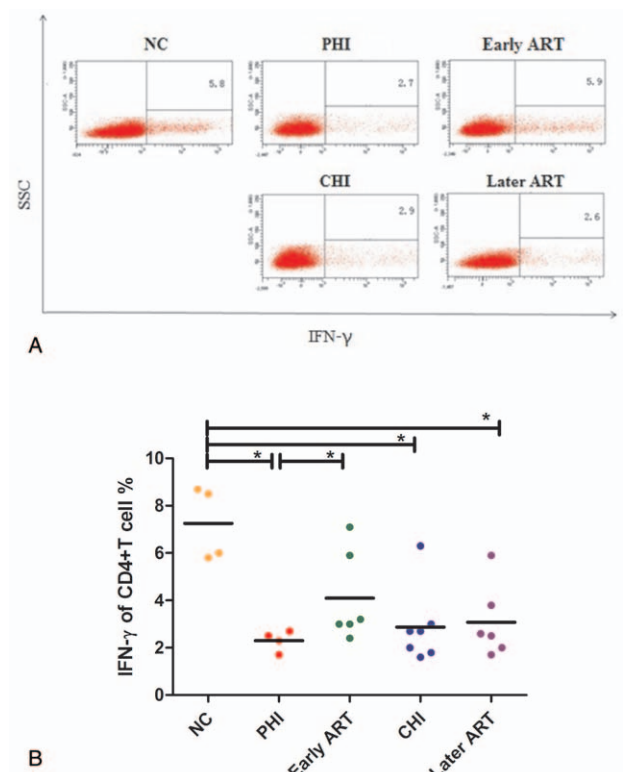 NC PHI Early ART
5.8 2.7 5.9
CHI Later ART
2.9 2.6
SSC
IFN-γ
A
* * * *
10
8
6
4
2
0
IFN-γ of CD4+T cell %
NC PHI Early ART CHI Later ART
B